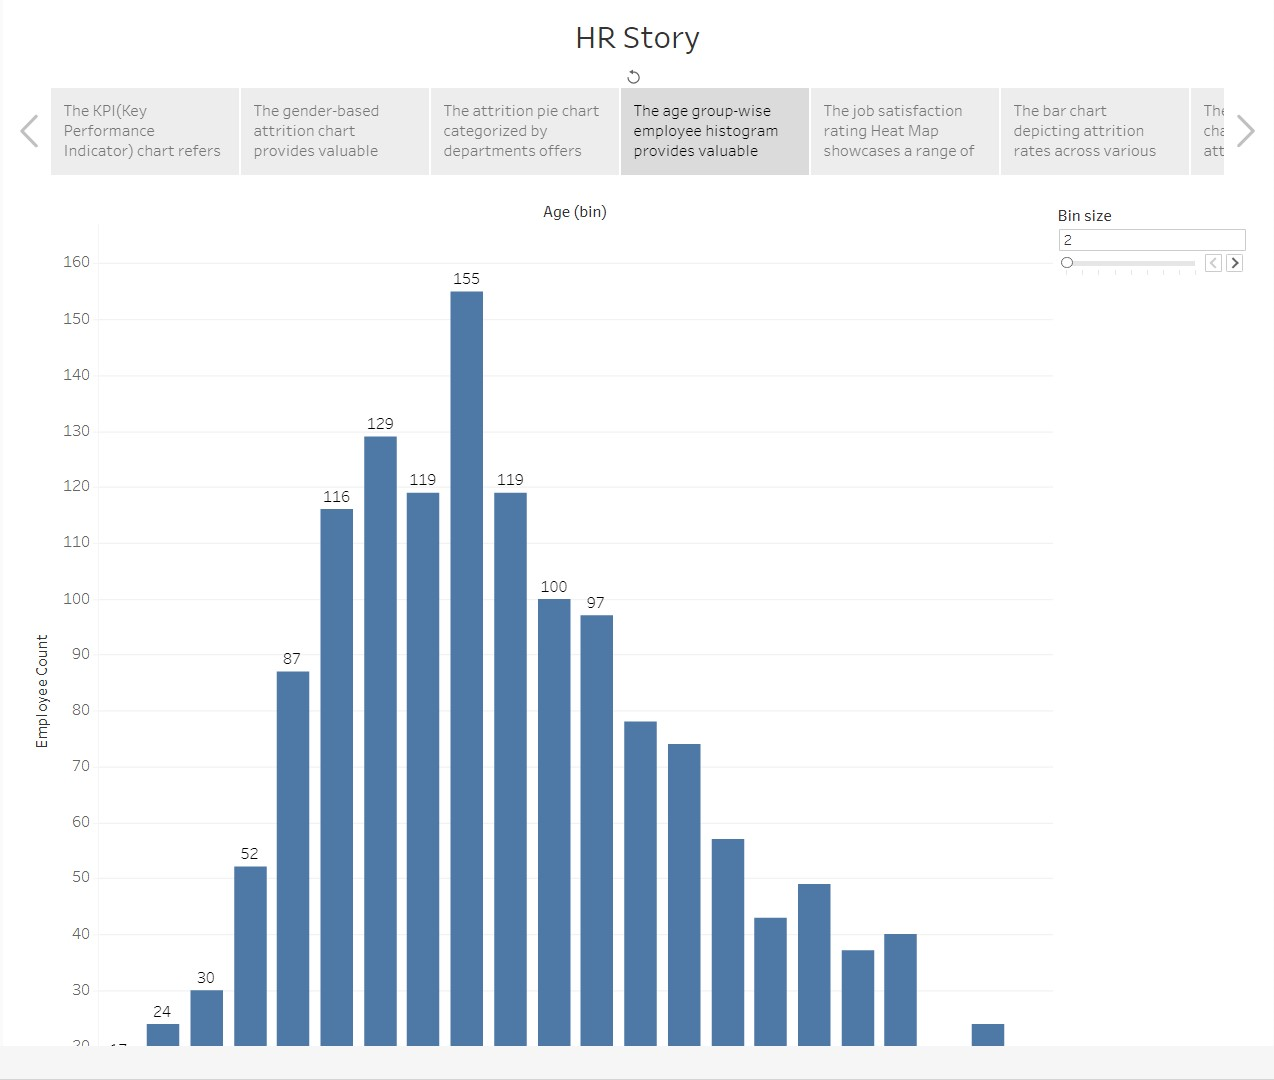 HR Story
The KPI(Key
Performance
Indicator) chart refers
The gender-based
attrition chart
provides valuable
The attrition pie chart
categorized by
departments offers
The age group-wise
employee histogram
provides valuable
The job satisfaction
rating Heat Map
showcases a range of
The bar chart
depicting attrition
rates across various
The
cha
att
Age (bin)
Bin size
2
Employee Count
160
150
140
130
120
110
100
90
80
70
60
50
40
30
20
24
30
52
87
116
129
119
155
119
100
97